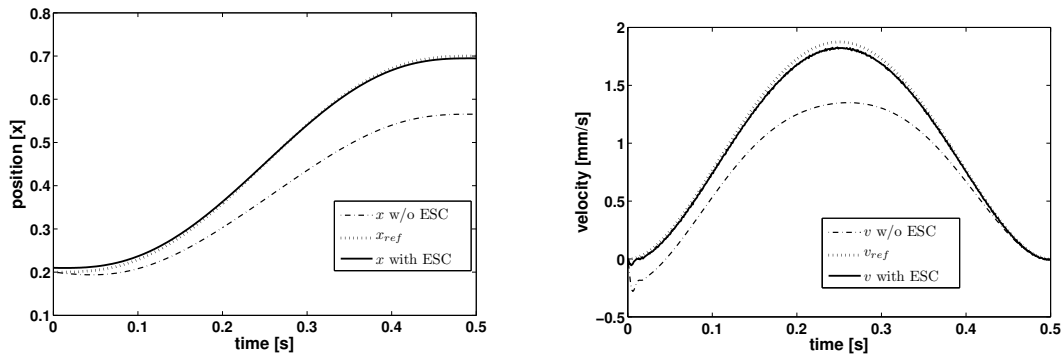 0.8
0.7
0.6
0.5
0.4
0.3
0.2
0.1
position [x]
x w/o ESC
x_ref
x with ESC
0 0.1 0.2 0.3 0.4 0.5
time [s]
2
1.5
1
0.5
0
−0.5
velocity [mm/s]
v w/o ESC
v_ref
v with ESC
0 0.1 0.2 0.3 0.4 0.5
time [s]